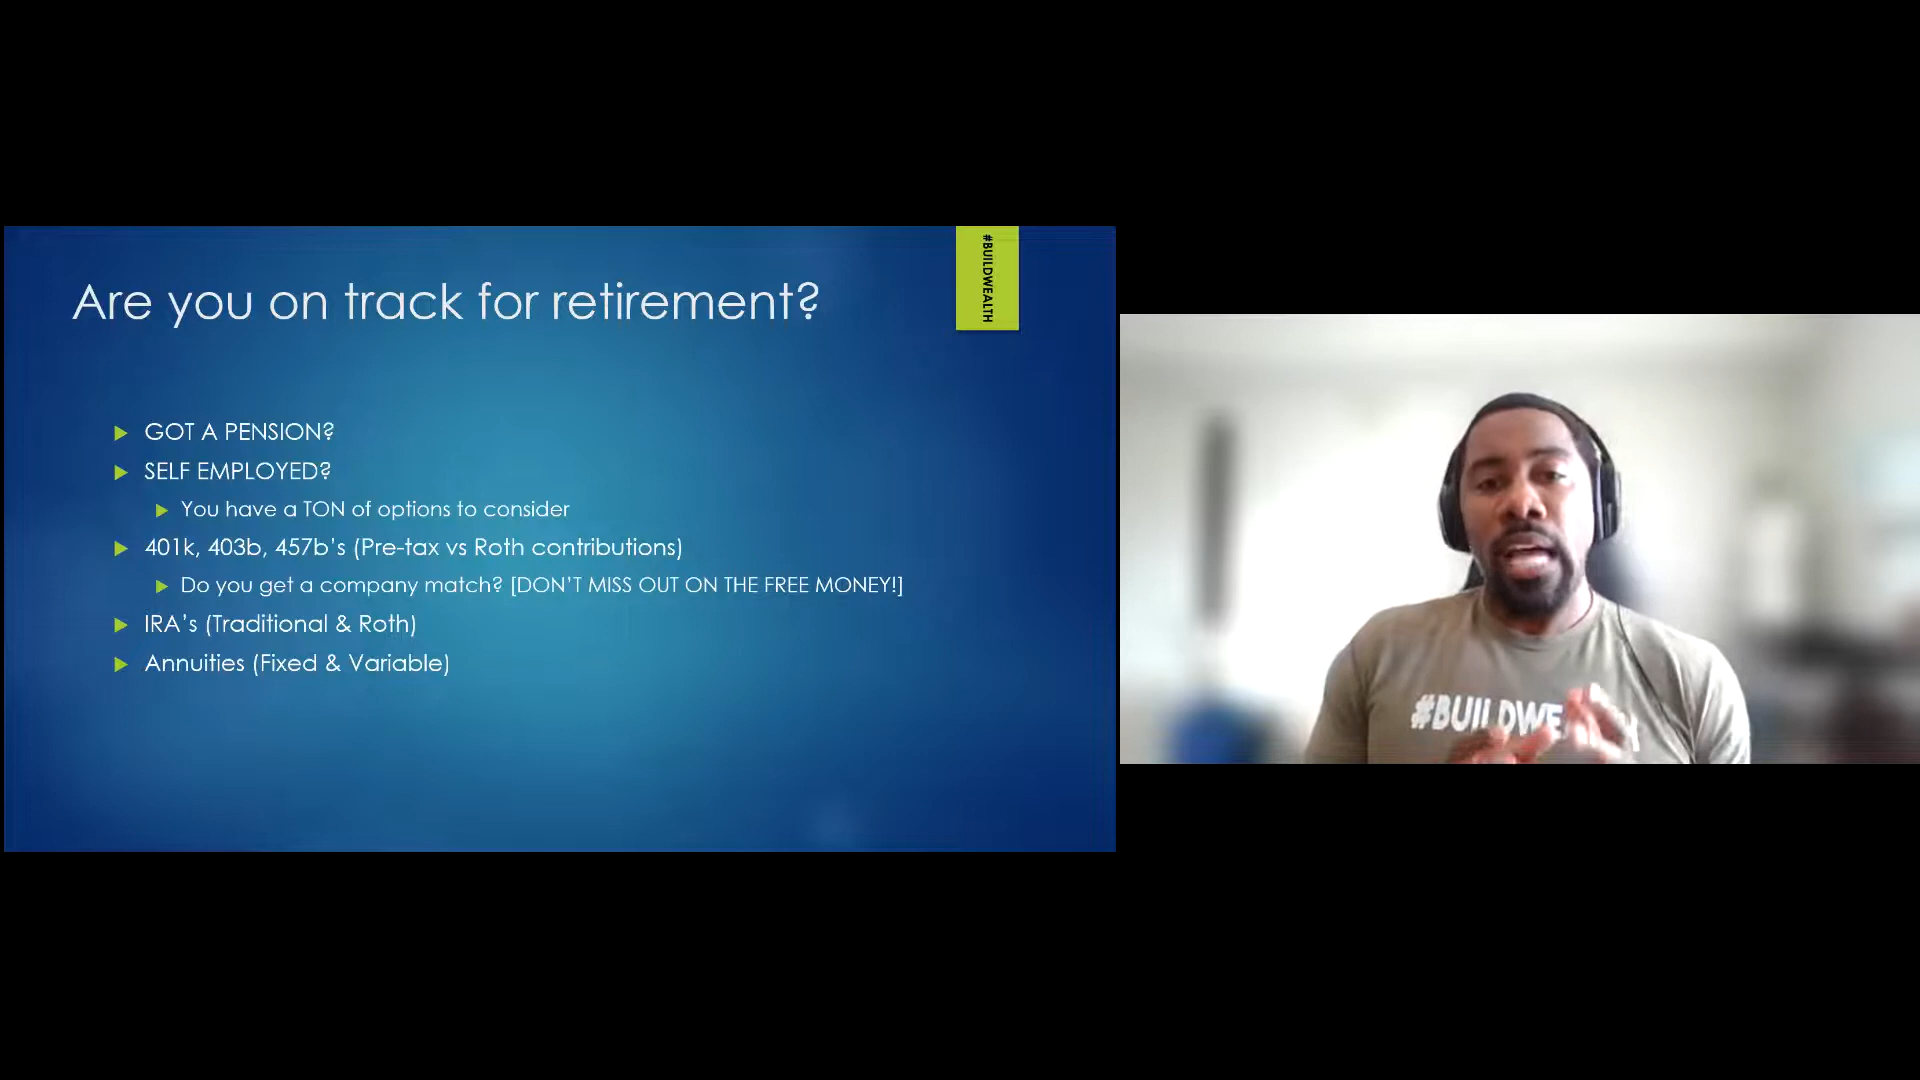 Are you on track for retirement?
#BUILDWEALTH
GOT A PENSION?
SELF EMPLOYED?
You have a TON of options to consider
401k, 403b, 457b’s (Pre-tax vs Roth contributions)
Do you get a company match? [DON’T MISS OUT ON THE FREE MONEY!]
IRA’s (Traditional & Roth)
Annuities (Fixed & Variable)
#BUILDWEALTH